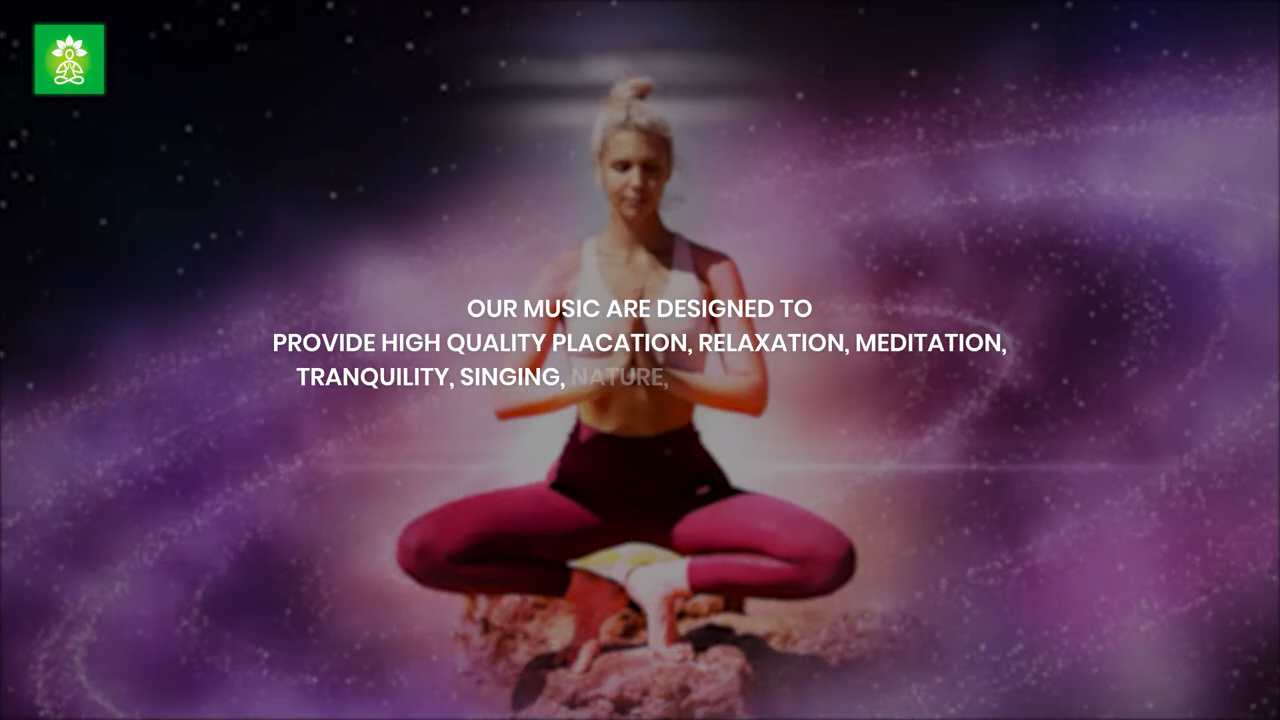 OUR MUSIC ARE DESIGNED TO
PROVIDE HIGH QUALITY PLACATION, RELAXATION, MEDITATION,
TRANQUILITY, SINGING, NATURE,